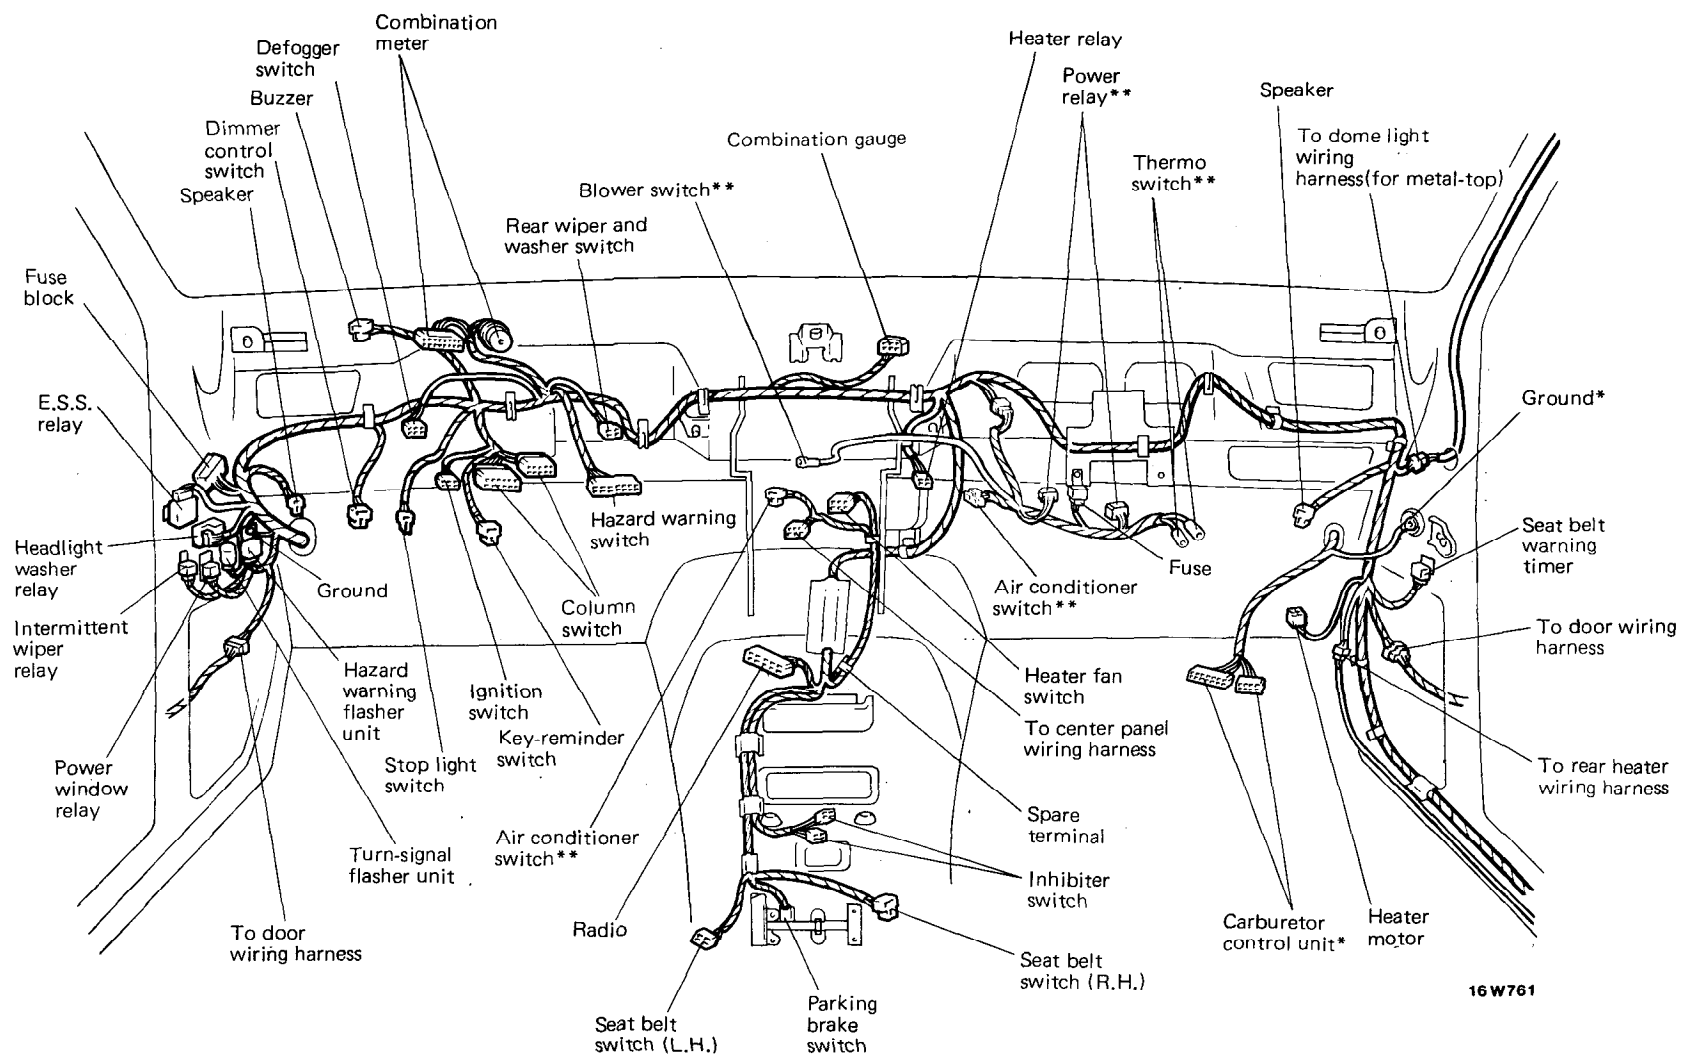 Combination
meter
Defogger
switch
Buzzer
Dimmer
control
switch
Speaker
Fuse
block
E.S.S.
relay
Headlight
washer
relay
Intermittent
wiper
relay
Power
window
relay
To door
wiring harness
Turn-signal
flasher unit
Hazard
warning
flasher
unit
Ground
Stop light
switch
Ignition
switch
Key-reminder
switch
Column
switch
Hazard warning
switch
Rear wiper and
washer switch
Blower switch**
Combination gauge
Heater relay
Power
relay**
Thermo
switch**
Speaker
To dome light
wiring
harness(for metal-top)
Ground*
Seat belt
warning
timer
To door wiring
harness
To rear heater
wiring harness
Heater
motor
Carburetor
control unit*
Fuse
Air conditioner
switch**
Heater fan
switch
To center panel
wiring harness
Spare
terminal
Inhibiter
switch
Seat belt
switch (R.H.)
Parking
brake
switch
Seat belt
switch (L.H.)
Radio
Air conditioner
switch**
16W761